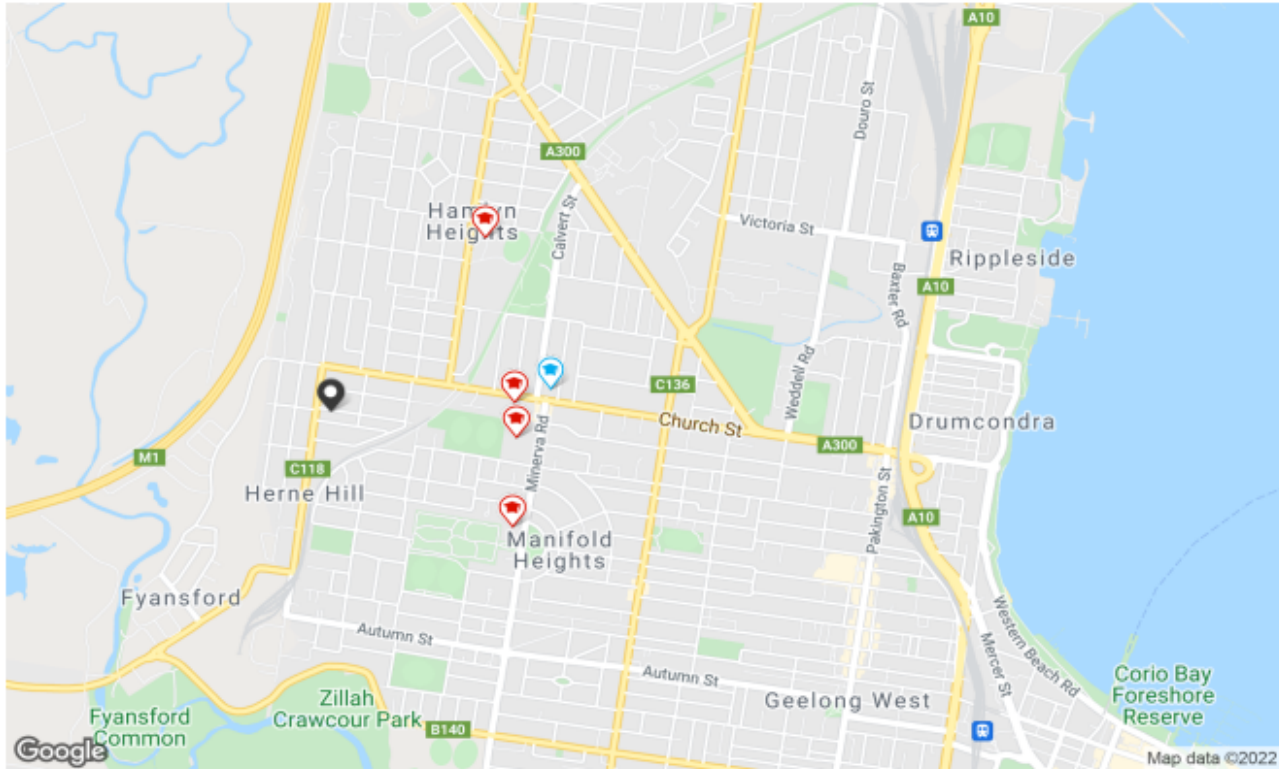 A10
Douro St
A300
Victoria St
Hamlyn
Heights
Calvert St
Rippleside
Baxter Rd
A10
Weddell Rd
C136
Church St
Drumcondra
A300
M1
C118
Minerva Rd
Herne Hill
Pakington St
A10
Manifold
Heights
Fyansford
Western Beach Rd
Autumn St
Mercer St
Autumn St
Corio Bay
Foreshore
Reserve
Zillah
Crawcour Park
Geelong West
Fyansford
Common
B140
Google
Map data ©2022